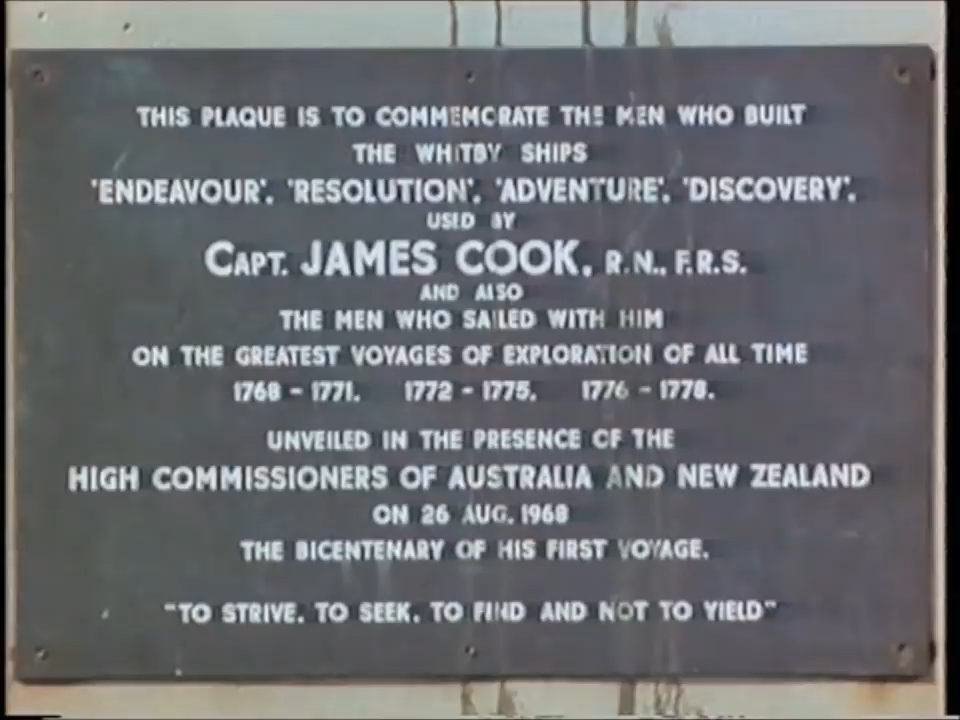 THIS PLAQUE IS TO COMMEMORATE THE MEN WHO BUILT
THE WHITBY SHIPS
'ENDEAVOUR', 'RESOLUTION', 'ADVENTURE', 'DISCOVERY',
USED BY
CAPT. JAMES COOK, R.N., F.R.S.
AND ALSO
THE MEN WHO SAILED WITH HIM
ON THE GREATEST VOYAGES OF EXPLORATION OF ALL TIME
1768 - 1771. 1772 - 1775. 1776 - 1778.
UNVEILED IN THE PRESENCE OF THE
HIGH COMMISSIONERS OF AUSTRALIA AND NEW ZEALAND
ON 26 AUG. 1968
THE BICENTENARY OF HIS FIRST VOYAGE.
"TO STRIVE, TO SEEK, TO FIND AND NOT TO YIELD"